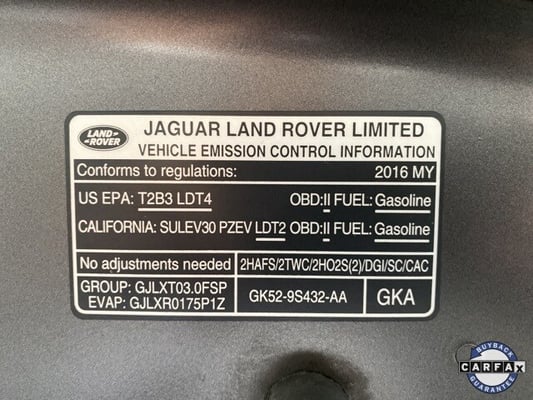 LAND-
ROVER
JAGUAR LAND ROVER LIMITED
VEHICLE EMISSION CONTROL INFORMATION
Conforms to regulations: 2016 MY
US EPA: T2B3 LDT4 OBD:II FUEL: Gasoline
CALIFORNIA: SULEV30 PZEV LDT2 OBD:II FUEL: Gasoline
No adjustments needed 2HAFS/2TWC/2HO2S(2)/DGI/SC/CAC
GROUP: GJLXT03.0FSP
EVAP: GJLXR0175P1Z
GK52-9S432-AA GKA
BUYBACK
CARFAX
GUARANTEE